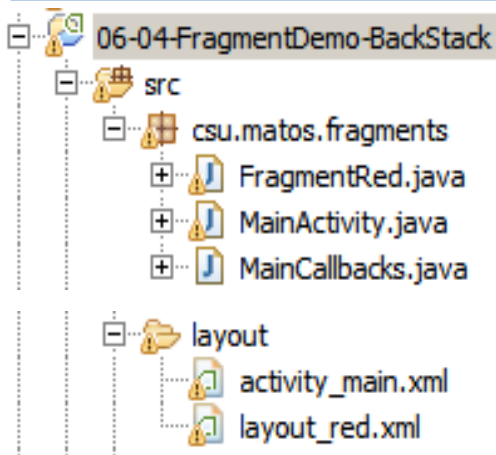 06-04-FragmentDemo-BackStack
src
csu.matos.fragments
FragmentRed.java
MainActivity.java
MainCallbacks.java
layout
activity_main.xml
layout_red.xml